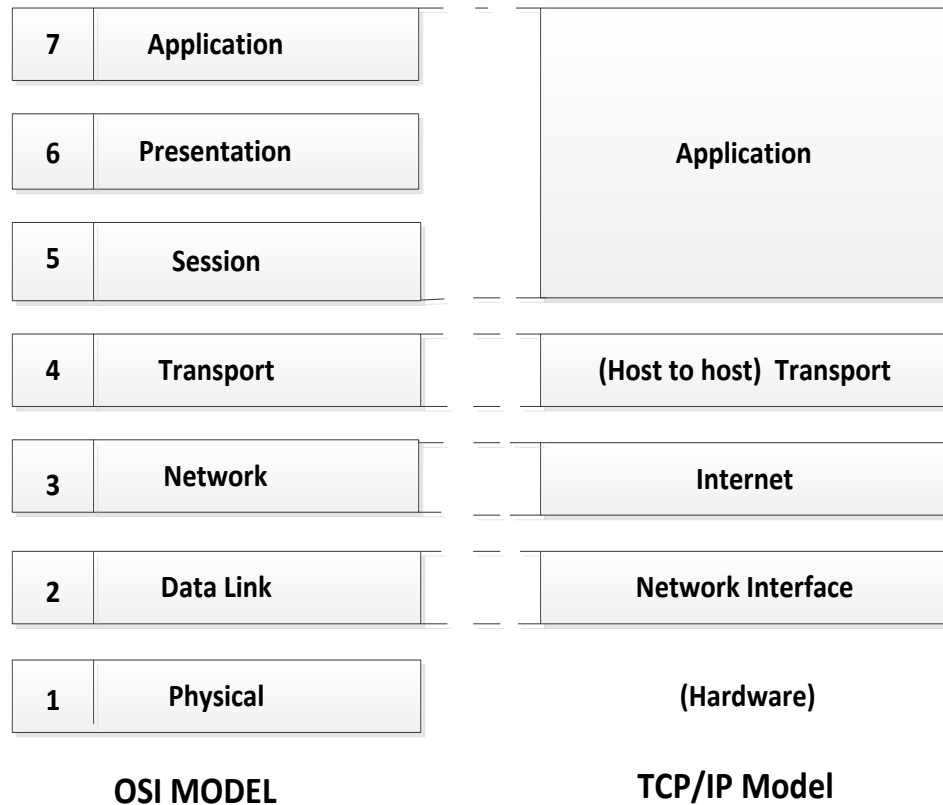 7 Application
6 Presentation
Application
5 Session
4 Transport
(Host to host) Transport
3 Network
Internet
2 Data Link
Network Interface
1 Physical
(Hardware)
OSI MODEL
TCP/IP Model